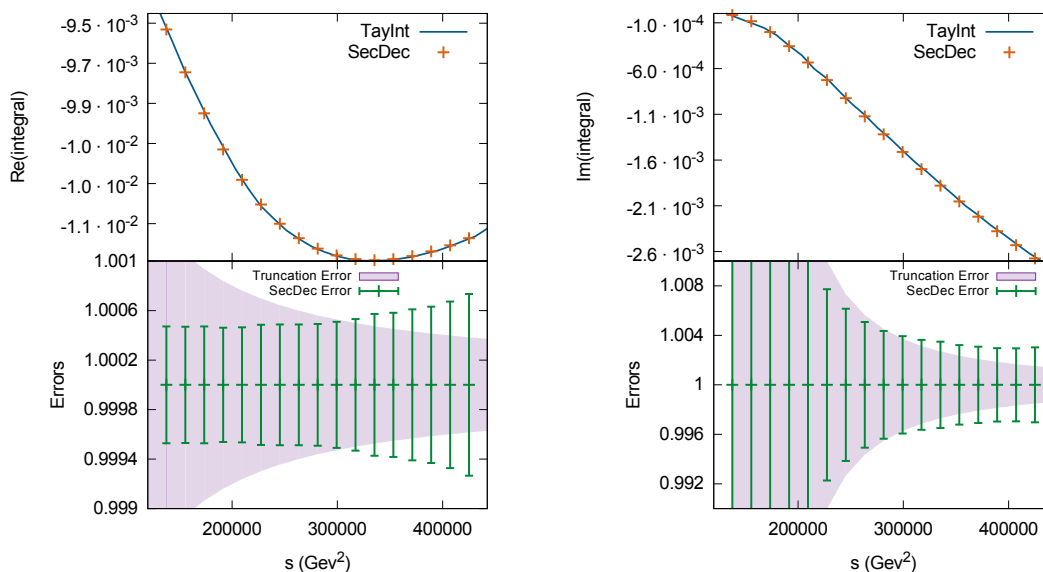 -9.5 · 10⁻³
-9.7 · 10⁻³
-9.9 · 10⁻³
-1.0 · 10⁻²
-1.0 · 10⁻²
-1.1 · 10⁻²
Re(integral)
TayInt
SecDec
1.001
1.0006
1.0002
0.9998
0.9994
0.999
Errors
Truncation Error
SecDec Error
200000 300000 400000
s (Gev²)
-1.0 · 10⁻⁴
-6.0 · 10⁻⁴
-1.1 · 10⁻³
-1.6 · 10⁻³
-2.1 · 10⁻³
-2.6 · 10⁻³
Im(integral)
TayInt
SecDec
1.008
1.004
1
0.996
0.992
Errors
Truncation Error
SecDec Error
200000 300000 400000
s (Gev²)